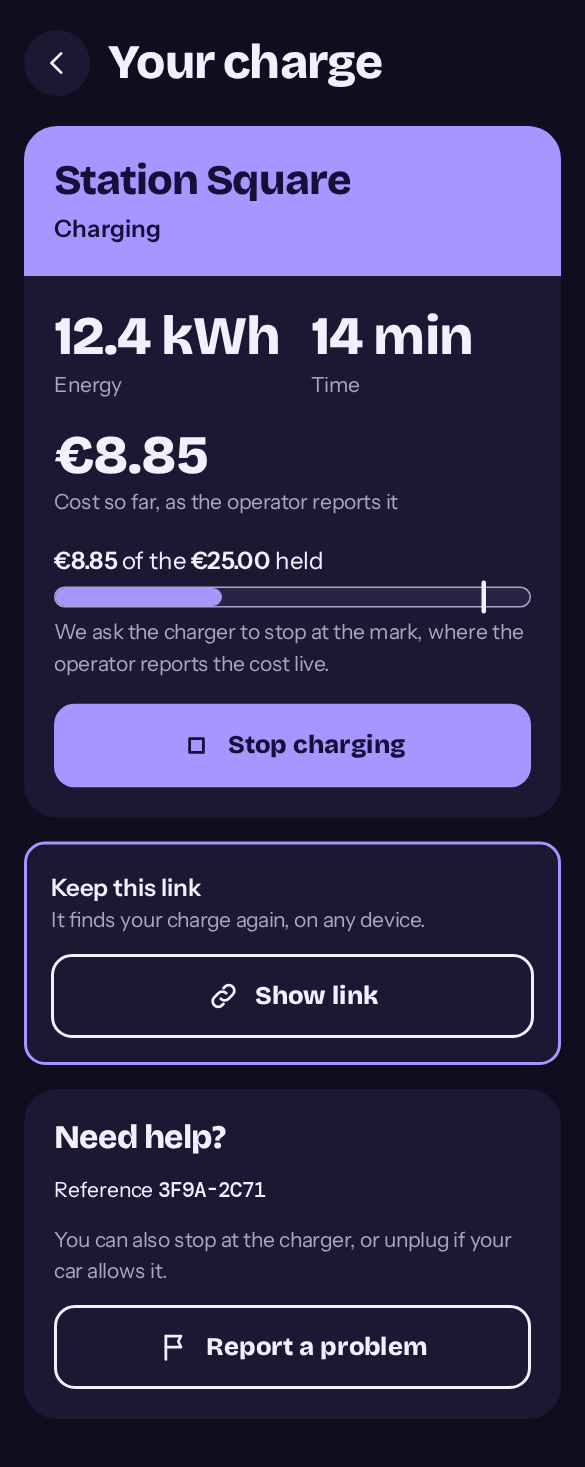 Your charge
Station Square
Charging
12.4 kWh 14 min
Energy Time
€8.85
Cost so far, as the operator reports it
€8.85 of the €25.00 held
We ask the charger to stop at the mark, where the
operator reports the cost live.
Stop charging
Keep this link
It finds your charge again, on any device.
Show link
Need help?
Reference 3F9A-2C71
You can also stop at the charger, or unplug if your
car allows it.
Report a problem